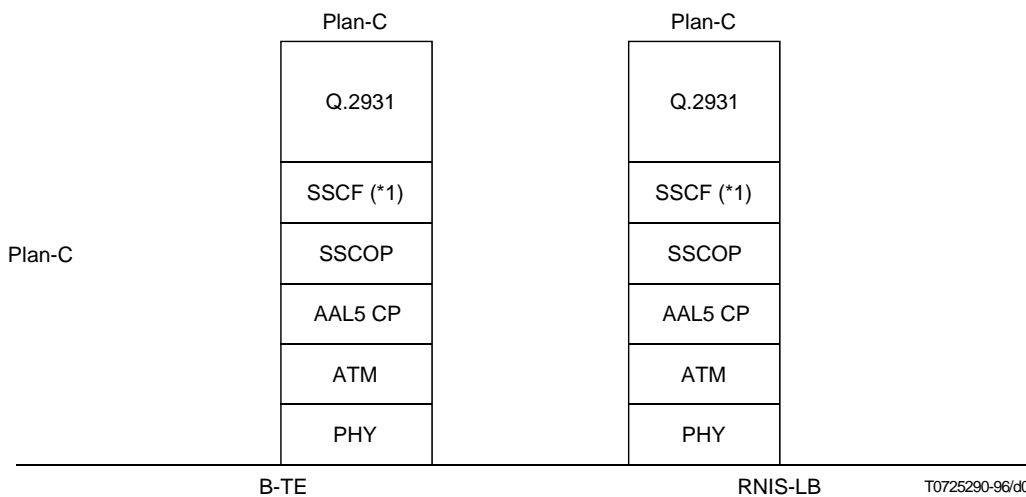 Plan-C Plan-C
Q.2931 Q.2931
SSCF (*1) SSCF (*1)
Plan-C SSCOP SSCOP
AAL5 CP AAL5 CP
ATM ATM
PHY PHY
B-TE RNIS-LB T0725290-96/d0